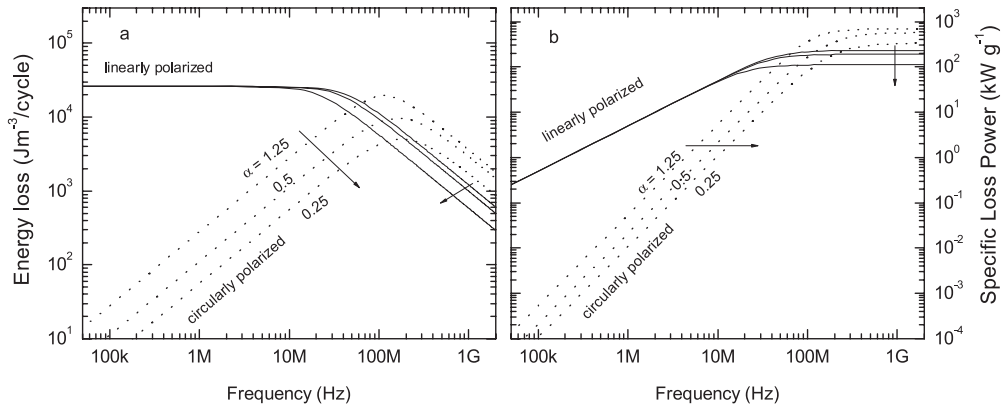 a
linearly polarized
α = 1.25
0.5
0.25
circularly polarized
Energy loss (Jm⁻³/cycle)
10⁵
10⁴
10³
10²
10¹
100k
1M
10M
100M
1G
Frequency (Hz)
b
linearly polarized
α = 1.25
0.5
0.25
circularly polarized
10³
10²
10¹
10⁰
10⁻¹
10⁻²
10⁻³
10⁻⁴
Specific Loss Power (kW g⁻¹)
100k
1M
10M
100M
1G
Frequency (Hz)